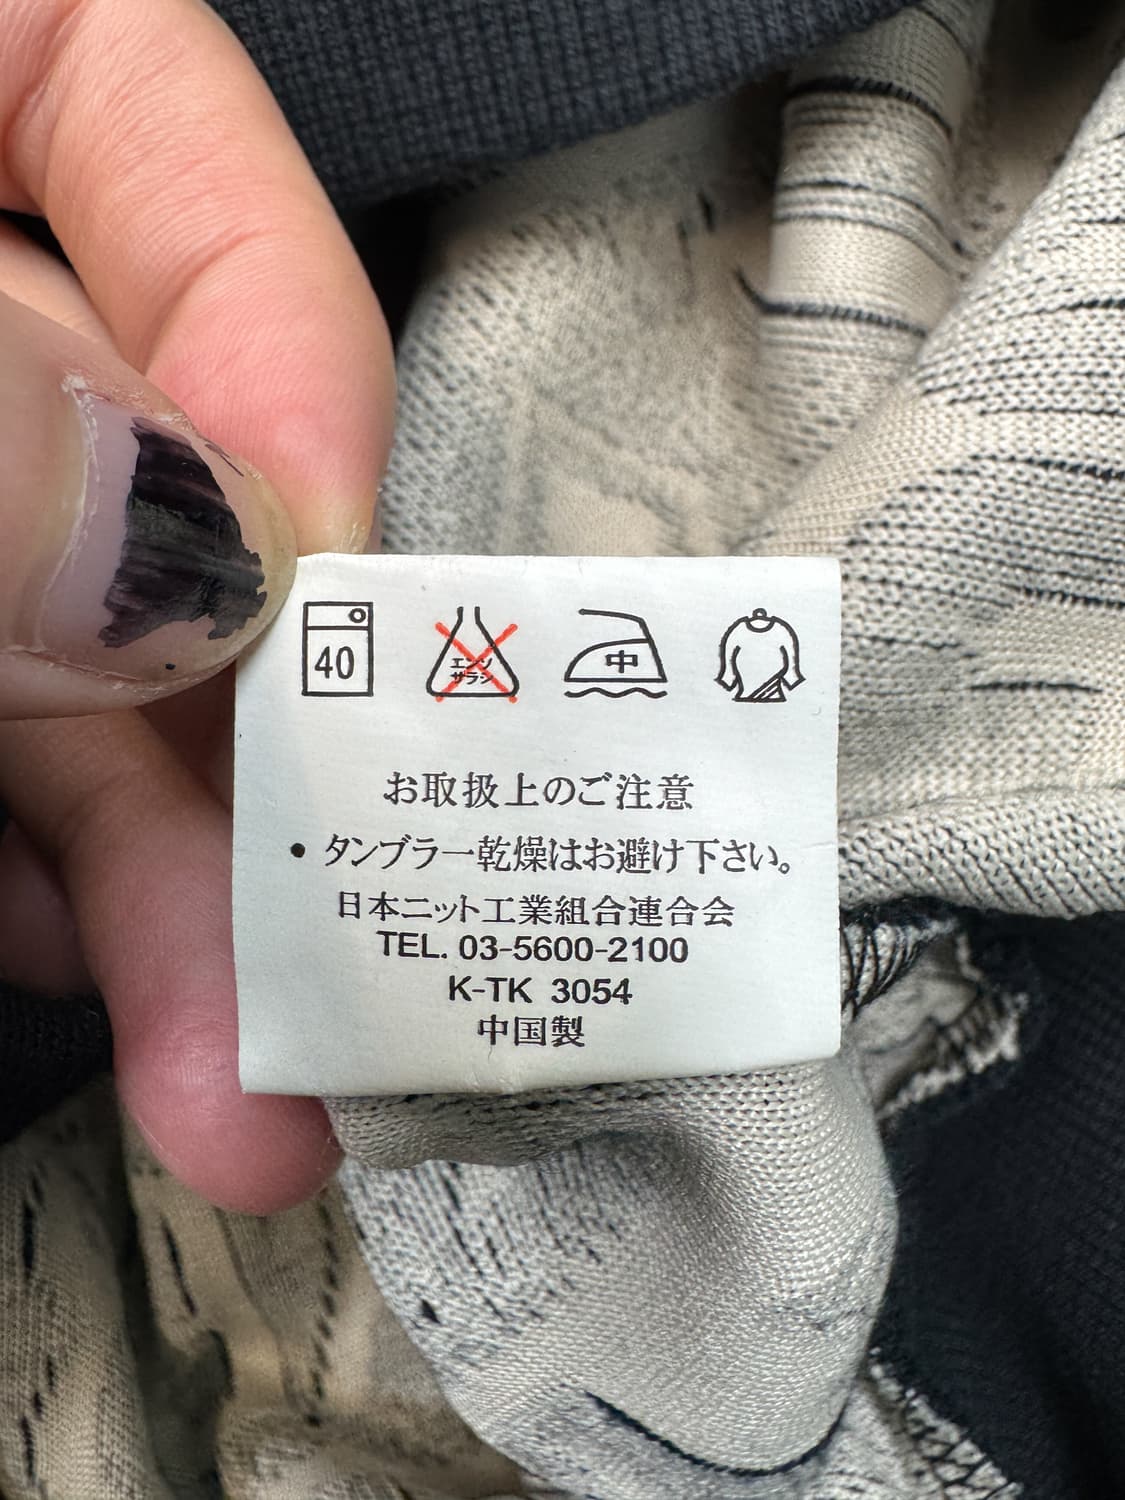 40 エンソ 中
サラシ
お取扱上のご注意
・タンブラー乾燥はお避け下さい。
日本ニット工業組合連合会
TEL. 03-5600-2100
K-TK 3054
中国製